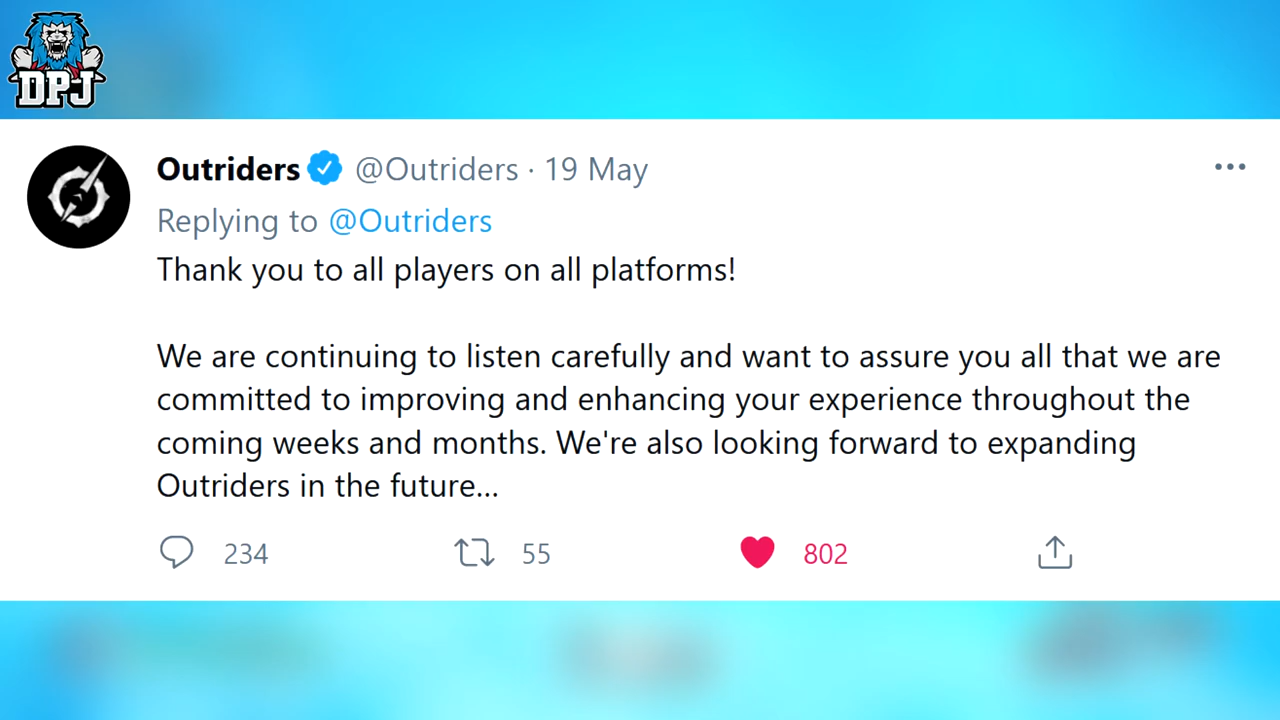 DPJ
Outriders @Outriders · 19 May
Replying to @Outriders
Thank you to all players on all platforms!
We are continuing to listen carefully and want to assure you all that we are
committed to improving and enhancing your experience throughout the
coming weeks and months. We're also looking forward to expanding
Outriders in the future...
234 55 802